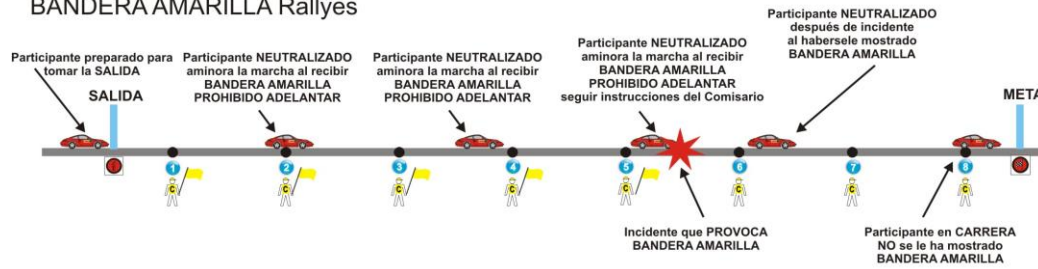 BANDERA AMARILLA Rallyes
Participante preparado para
tomar la SALIDA
SALIDA
Participante NEUTRALIZADO
aminora la marcha al recibir
BANDERA AMARILLA
PROHIBIDO ADELANTAR
Participante NEUTRALIZADO
aminora la marcha al recibir
BANDERA AMARILLA
PROHIBIDO ADELANTAR
Participante NEUTRALIZADO
aminora la marcha al recibir
BANDERA AMARILLA
PROHIBIDO ADELANTAR
seguir instrucciones del Comisario
Participante NEUTRALIZADO
después de incidente
al habersele mostrado
BANDERA AMARILLA
META
1
2
3
4
5
6
7
8
C
C
C
C
C
C
C
C
Incidente que PROVOCA
BANDERA AMARILLA
Participante en CARRERA
NO se le ha mostrado
BANDERA AMARILLA